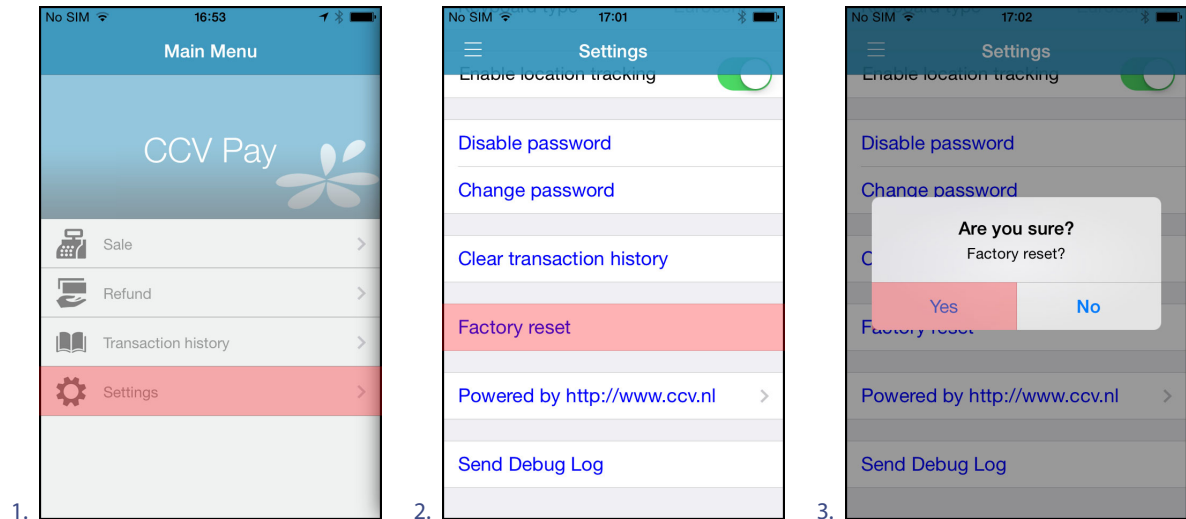 No SIM 16:53
Main Menu
CCV Pay
Sale
Refund
Transaction history
Settings
1.
No SIM 17:01
Settings
Enable location tracking
Disable password
Change password
Clear transaction history
Factory reset
Powered by http://www.ccv.nl
Send Debug Log
2.
No SIM 17:02
Settings
Enable location tracking
Disable password
Change password
Are you sure?
Factory reset?
Yes No
Factory reset
Powered by http://www.ccv.nl
Send Debug Log
3.